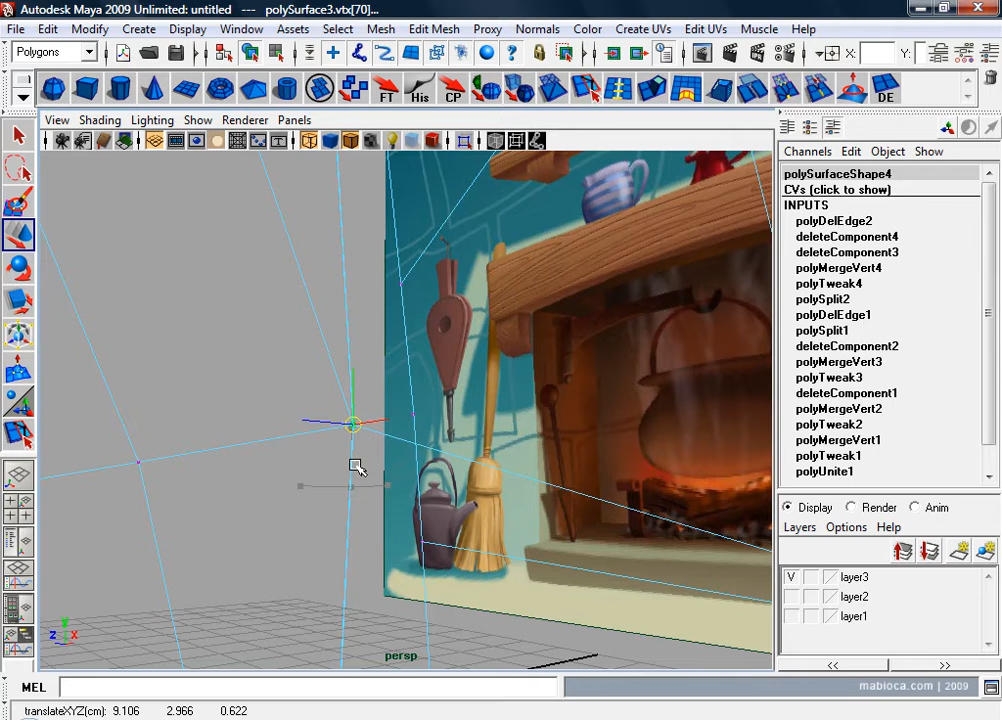 Autodesk Maya 2009 Unlimited: untitled --- polySurface3.vtx[70]...
File Edit Modify Create Display Window Assets Select Mesh Edit Mesh Proxy Normals Color Create UVs Edit UVs Muscle Help
Polygons X: Y:
FT His CP DE
View Shading Lighting Show Renderer Panels
Channels Edit Object Show
polySurfaceShape4
CVs (click to show)
INPUTS
polyDelEdge2
deleteComponent4
deleteComponent3
polyMergeVert4
polyTweak4
polySplit2
polyDelEdge1
polySplit1
deleteComponent2
polyMergeVert3
polyTweak3
deleteComponent1
polyMergeVert2
polyTweak2
polyMergeVert1
polyTweak1
polyUnite1
Display Render Anim
Layers Options Help
V layer3
layer2
layer1
<< >>
y
z x
persp
MEL
mabioca.com | 2009
translateXYZ(cm): 9.106 2.966 0.622